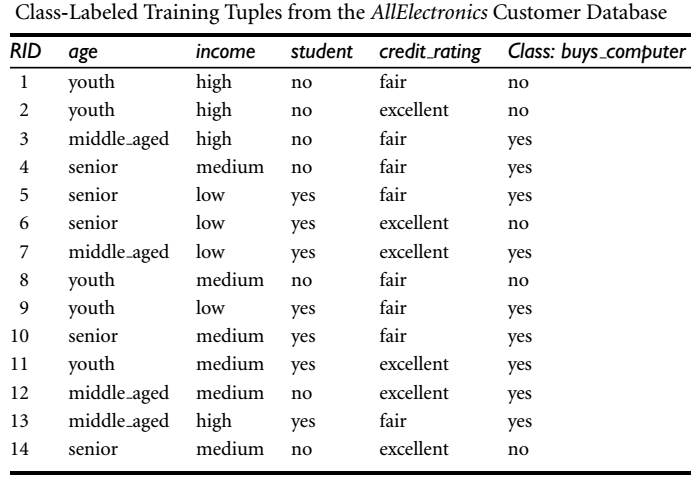 Class-Labeled Training Tuples from the AllElectronics Customer Database
RID age income student credit_rating Class: buys_computer
1 youth high no fair no
2 youth high no excellent no
3 middle_aged high no fair yes
4 senior medium no fair yes
5 senior low yes fair yes
6 senior low yes excellent no
7 middle_aged low yes excellent yes
8 youth medium no fair no
9 youth low yes fair yes
10 senior medium yes fair yes
11 youth medium yes excellent yes
12 middle_aged medium no excellent yes
13 middle_aged high yes fair yes
14 senior medium no excellent no